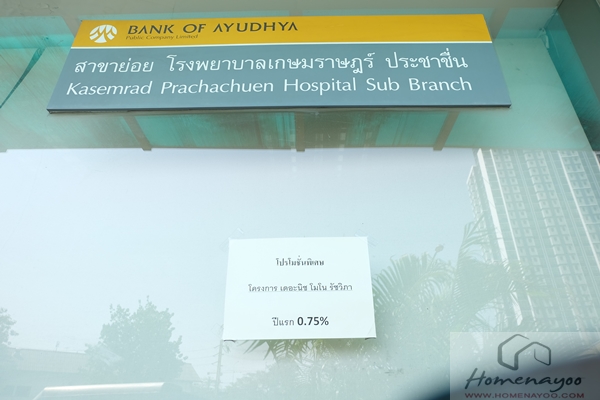 BANK OF AYUDHYA
Public Company Limited
สาขาย่อย โรงพยาบาลเกษมราษฎร์ ประชาชื่น
Kasemrad Prachachuen Hospital Sub Branch
โปรโมชั่นพิเศษ
โครงการ เดอะนิช โมโน รัชวิภา
ปีแรก 0.75%
Homenayoo
WWW.HOMENAYOO.COM